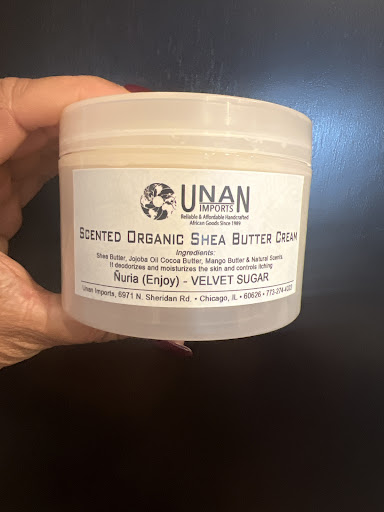 UNAN
IMPORTS
Reliable & Affordable Handcrafted
African Goods Since 1989
SCENTED ORGANIC SHEA BUTTER CREAM
Ingredients:
Shea Butter, Jojoba Oil Cocoa Butter, Mango Butter & Natural Scents.
It deodorizes and moisturizes the skin and controls itching
Ñuria (Enjoy) - VELVET SUGAR
Unan Imports, 6971 N. Sheridan Rd. • Chicago, IL • 60626 • 773-274-4022